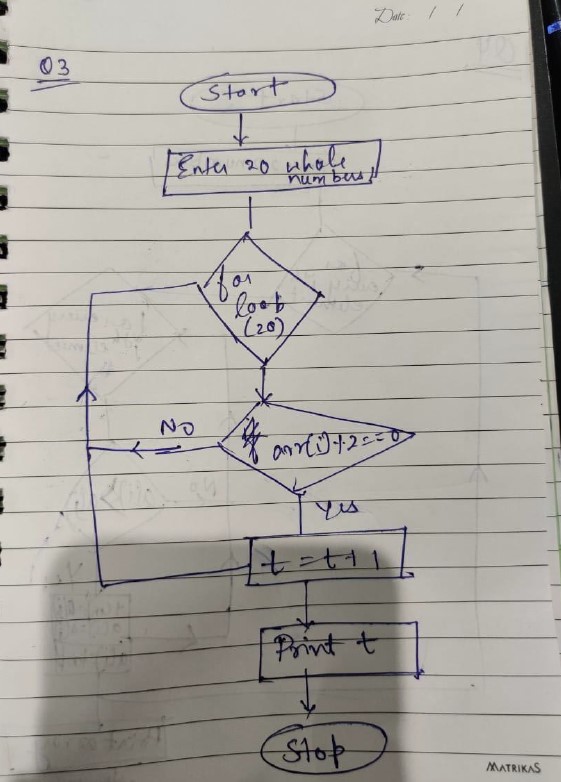 Date: / /
Q3
Start
Enter 20 whole
numbers
for
loop
(20)
if arr[i]%2==0
No
Yes
t = t + 1
Print t
Stop
MATRIKAS